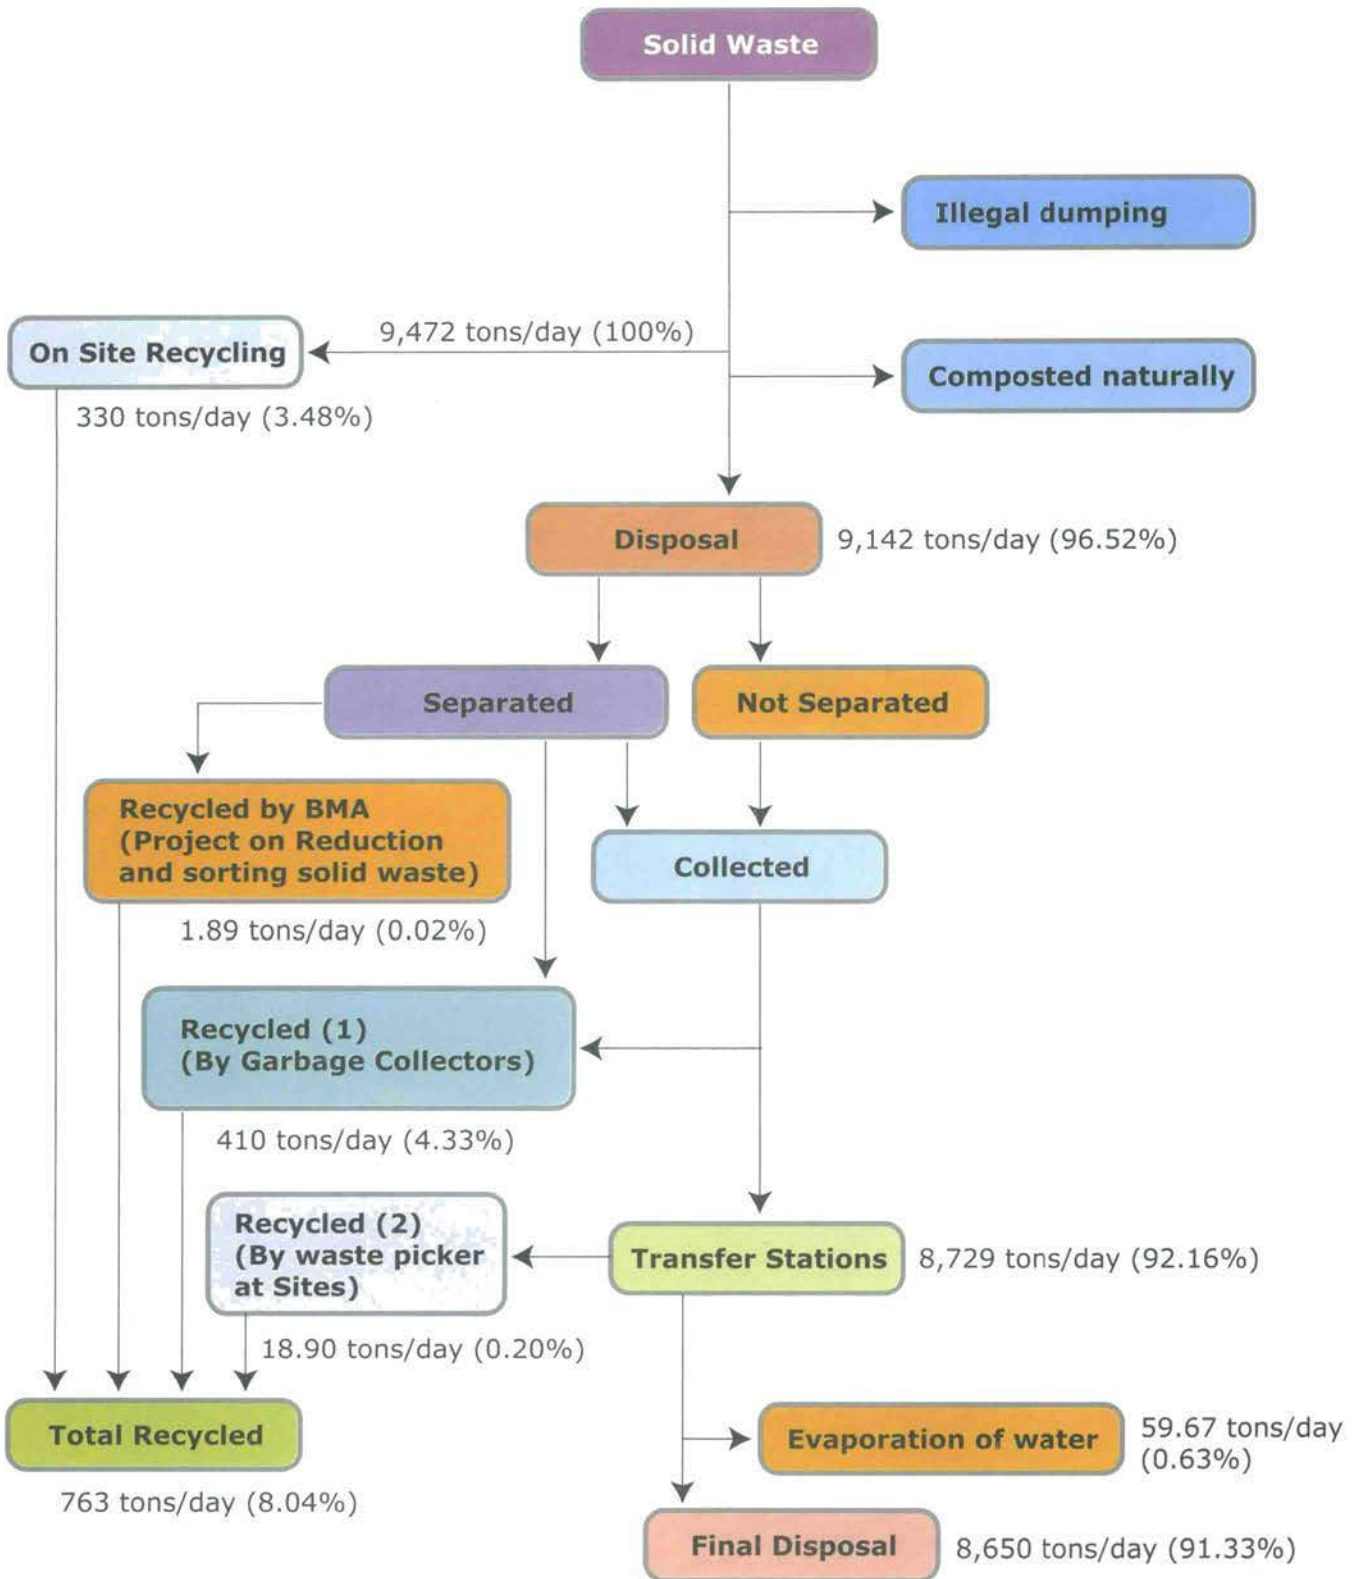 Solid Waste
Illegal dumping
9,472 tons/day (100%)
On Site Recycling
Composted naturally
330 tons/day (3.48%)
Disposal
9,142 tons/day (96.52%)
Separated
Not Separated
Recycled by BMA
(Project on Reduction
and sorting solid waste)
Collected
1.89 tons/day (0.02%)
Recycled (1)
(By Garbage Collectors)
410 tons/day (4.33%)
Recycled (2)
(By waste picker
at Sites)
Transfer Stations
8,729 tons/day (92.16%)
18.90 tons/day (0.20%)
Total Recycled
Evaporation of water
59.67 tons/day
(0.63%)
763 tons/day (8.04%)
Final Disposal
8,650 tons/day (91.33%)